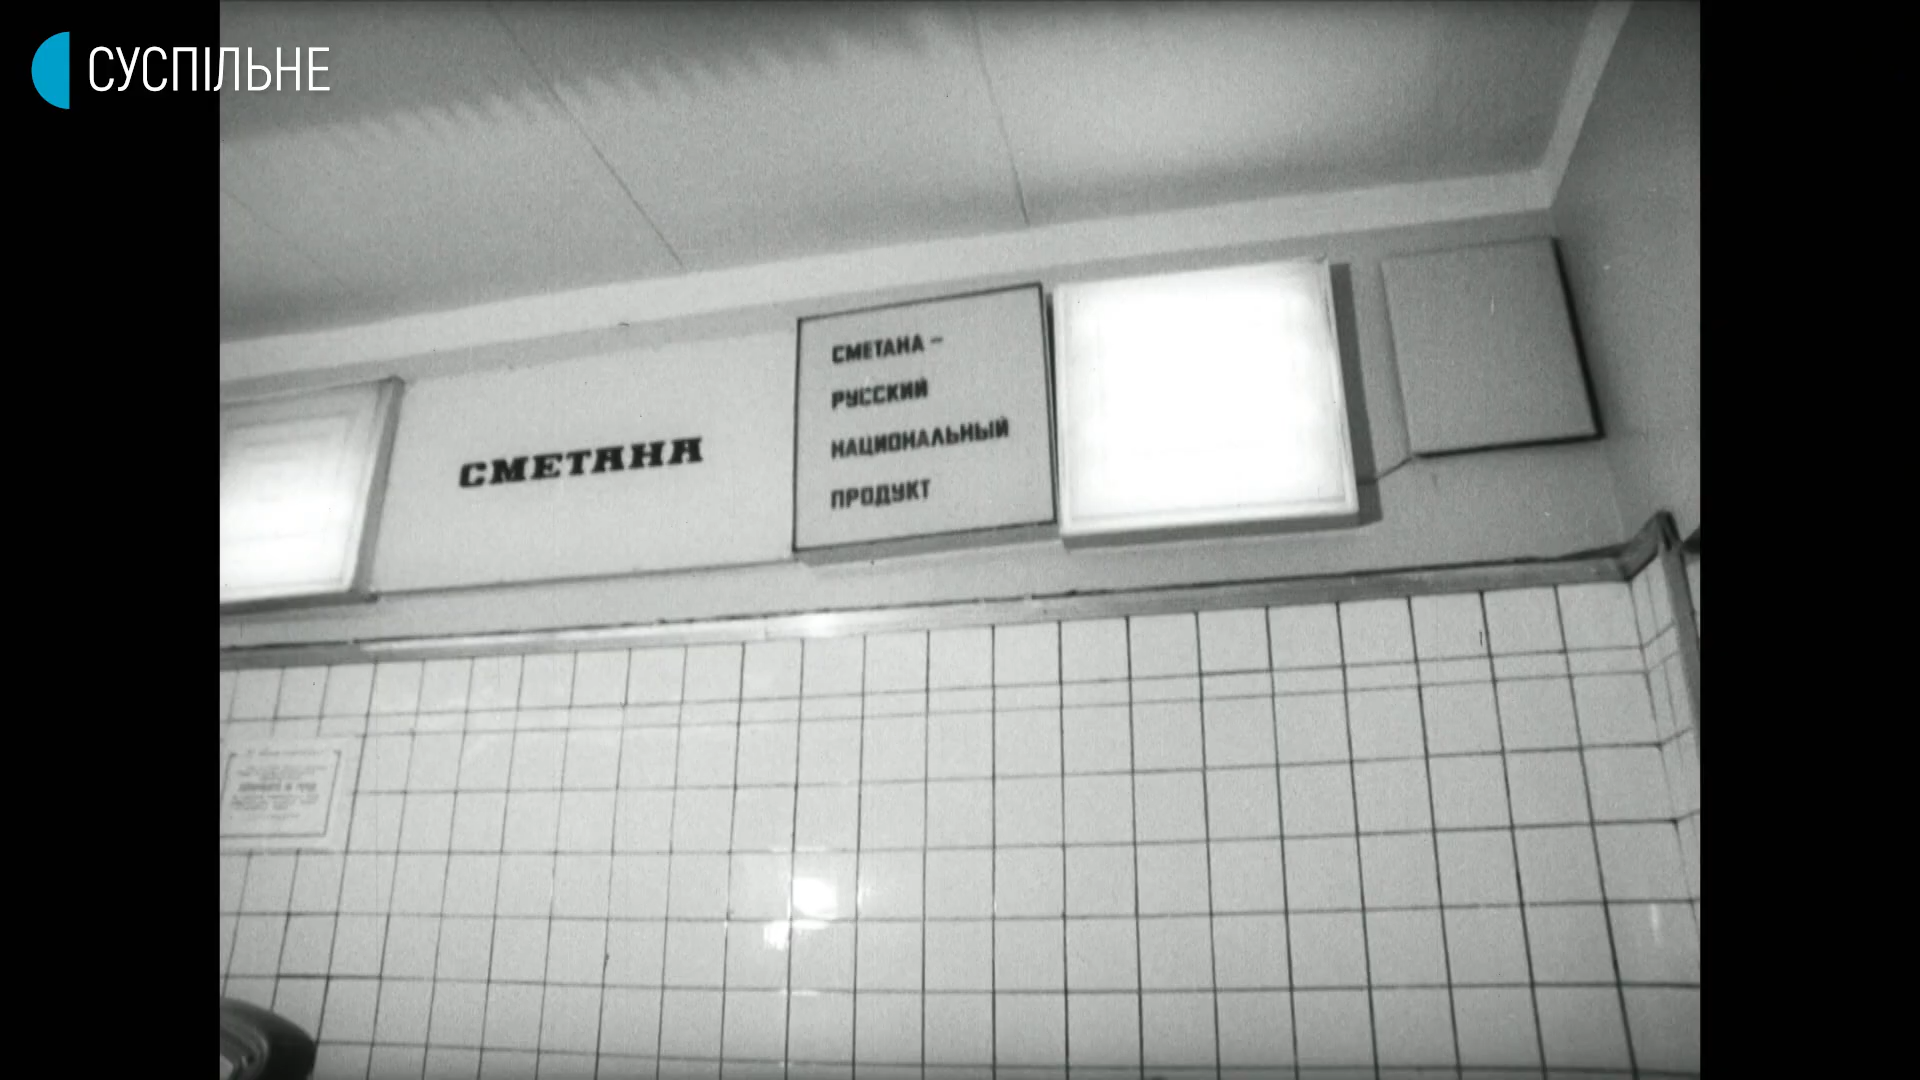 СУСПІЛЬНЕ
СМЕТАНА
СМЕТАНА –
РУССКИЙ
НАЦИОНАЛЬНЫЙ
ПРОДУКТ